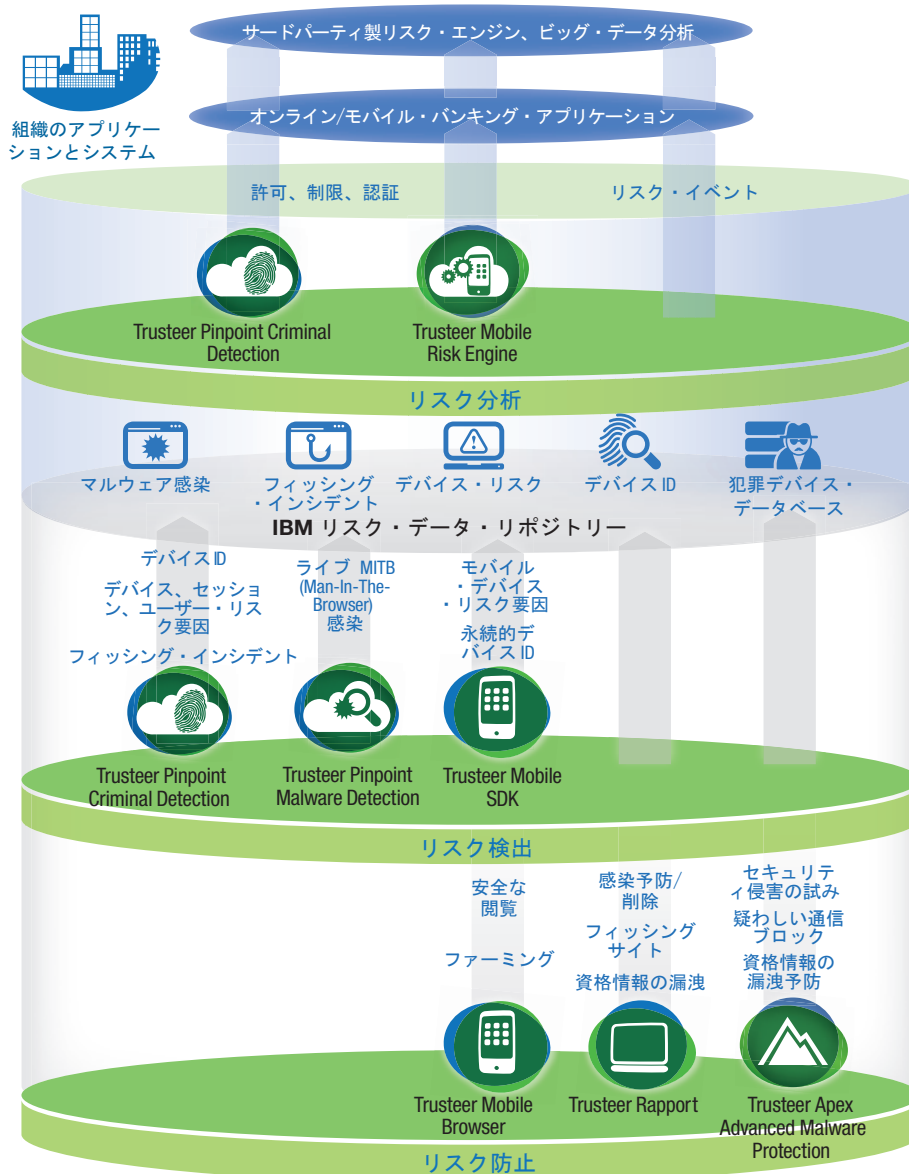 サードパーティ製リスク・エンジン、ビッグ・データ分析
オンライン/モバイル・バンキング・アプリケーション
組織のアプリケー
ションとシステム
許可、制限、認証
リスク・イベント
Trusteer Pinpoint Criminal
Detection
Trusteer Mobile
Risk Engine
リスク分析
マルウェア感染
フィッシング
・インシデント
デバイス・リスク
デバイス ID
犯罪デバイス・
データベース
IBM リスク・データ・リポジトリー
デバイス ID
デバイス、セッショ
ン、ユーザー・リス
ク要因
フィッシング・インシデント
ライブ MITB
(Man-In-The-
Browser)
感染
モバイル
・デバイス
・リスク要因
永続的デ
バイス ID
Trusteer Pinpoint
Criminal Detection
Trusteer Pinpoint
Malware Detection
Trusteer Mobile
SDK
リスク検出
安全な
閲覧
ファーミング
感染予防/
削除
フィッシング
サイト
資格情報の漏洩
セキュリテ
ィ侵害の試み
疑わしい通信
ブロック
資格情報の
漏洩予防
Trusteer Mobile
Browser
Trusteer Rapport
Trusteer Apex
Advanced Malware
Protection
リスク防止